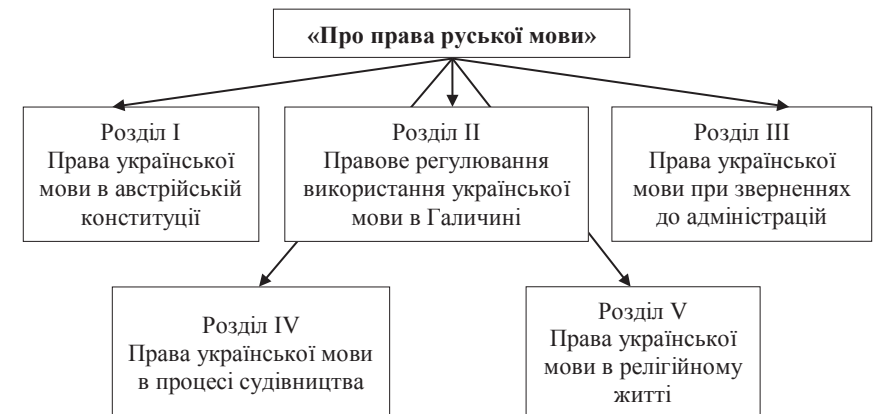 «Про права руської мови»
Розділ I
Права української
мови в австрійській
конституції
Розділ II
Правове регулювання
використання української
мови в Галичині
Розділ III
Права української
мови при зверненнях
до адміністрацій
Розділ IV
Права української мови
в процесі судівництва
Розділ V
Права української
мови в релігійному
житті